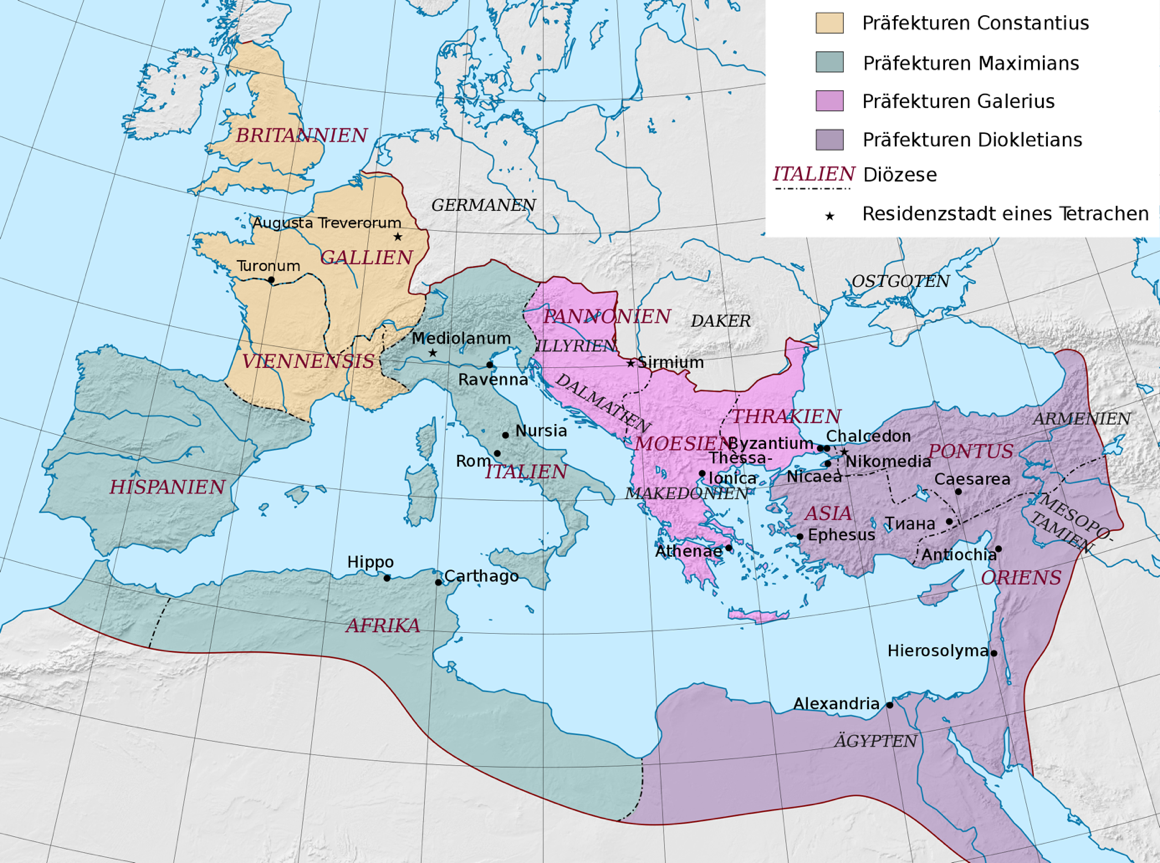 Präfekturen Constantius
Präfekturen Maximians
Präfekturen Galerius
Präfekturen Diokletians
ITALIEN Diözese
Residenzstadt eines Tetrachen
BRITANNIEN
GERMANEN
Augusta Treverorum
GALLIEN
Turonum
OSTGOTEN
PANNONIEN
DAKER
Mediolanum
ILLYRIEN
VIENNENSIS
Sirmium
Ravenna
DALMATIEN
THRAKIEN
ARMENIEN
Nursia
MOESIEN
Byzantium
Chalcedon
PONTUS
Rom
ITALIEN
Thessa-
Ionica
Nikomedia
Nicaea
Caesarea
HISPANIEN
MAKEDONIEN
ASIA
Тиана
MESOPO-
TAMIEN
Ephesus
Athenae
Antiochia
Hippo
Carthago
ORIENS
AFRIKA
Hierosolyma
Alexandria
ÄGYPTEN